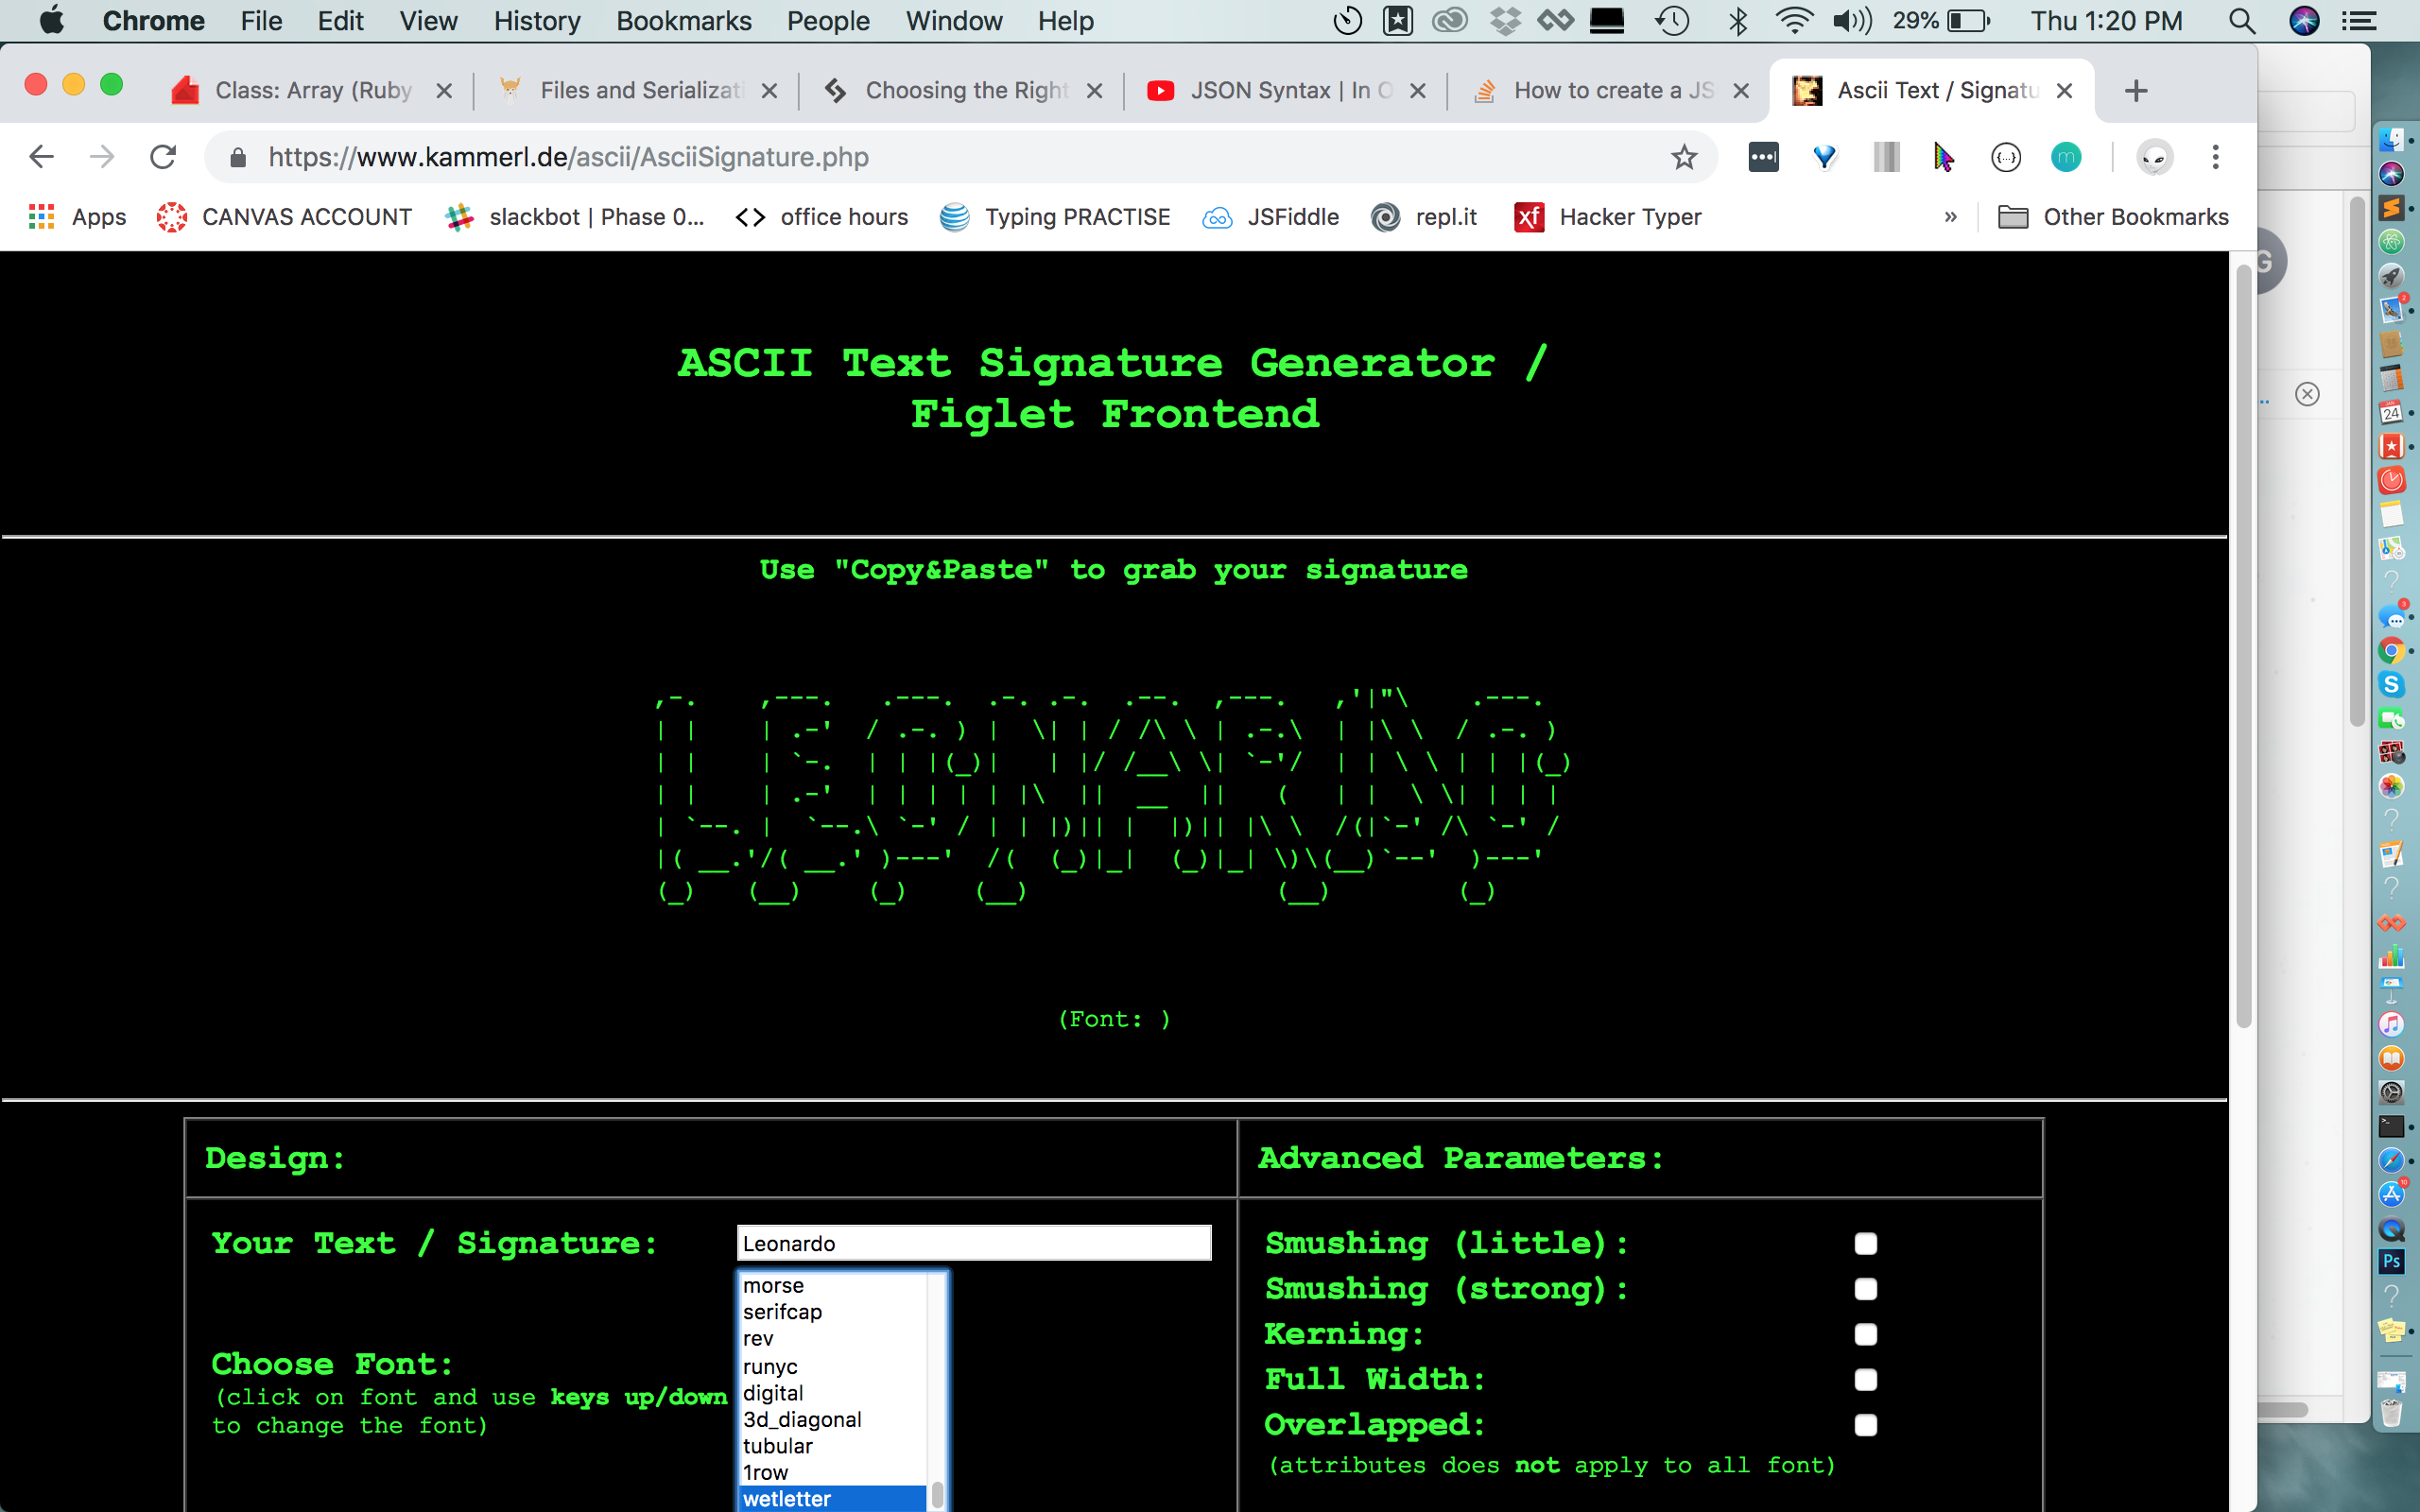 Chrome File Edit View History Bookmarks People Window Help 29% Thu 1:20 PM
Class: Array (Ruby Files and Serializati Choosing the Right JSON Syntax | In O How to create a JS Ascii Text / Signatu
https://www.kammerl.de/ascii/AsciiSignature.php
Apps CANVAS ACCOUNT slackbot | Phase 0... office hours Typing PRACTISE JSFiddle repl.it xf Hacker Typer » Other Bookmarks
ASCII Text Signature Generator /
Figlet Frontend
Use "Copy&Paste" to grab your signature
LEONARDO
(Font: )
Design: Advanced Parameters:
Your Text / Signature: Leonardo
morse
serifcap
rev
runyc
digital
3d_diagonal
tubular
1row
wetletter
Choose Font:
(click on font and use keys up/down
to change the font)
Smushing (little):
Smushing (strong):
Kerning:
Full Width:
Overlapped:
(attributes does not apply to all font)